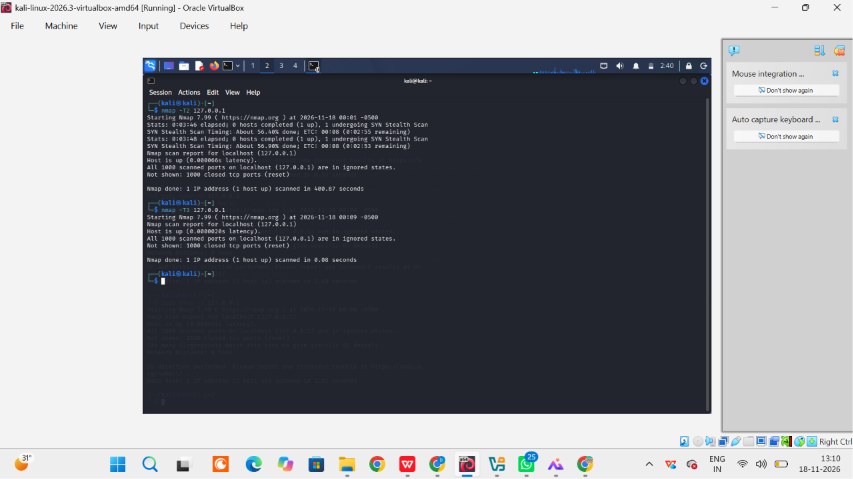 kali-linux-2026.3-virtualbox-amd64 [Running] - Oracle VirtualBox
File Machine View Input Devices Help
1 2 3 4
2:40
kali@kali: ~
Session Actions Edit View Help
┌──(kali㉿kali)-[~]
└─$ nmap -T2 127.0.0.1
Starting Nmap 7.99 ( https://nmap.org ) at 2026-11-18 00:01 -0500
Stats: 0:03:46 elapsed; 0 hosts completed (1 up), 1 undergoing SYN Stealth Scan
SYN Stealth Scan Timing: About 56.40% done; ETC: 00:08 (0:02:55 remaining)
Stats: 0:03:48 elapsed; 0 hosts completed (1 up), 1 undergoing SYN Stealth Scan
SYN Stealth Scan Timing: About 56.90% done; ETC: 00:08 (0:02:53 remaining)
Nmap scan report for localhost (127.0.0.1)
Host is up (0.000066s latency).
All 1000 scanned ports on localhost (127.0.0.1) are in ignored states.
Not shown: 1000 closed tcp ports (reset)
Nmap done: 1 IP address (1 host up) scanned in 400.67 seconds
┌──(kali㉿kali)-[~]
└─$ nmap -T3 127.0.0.1
Starting Nmap 7.99 ( https://nmap.org ) at 2026-11-18 00:09 -0500
Nmap scan report for localhost (127.0.0.1)
Host is up (0.0000020s latency).
All 1000 scanned ports on localhost (127.0.0.1) are in ignored states.
Not shown: 1000 closed tcp ports (reset)
Nmap done: 1 IP address (1 host up) scanned in 0.08 seconds
┌──(kali㉿kali)-[~]
└─$
Mouse integration ...
Don't show again
Auto capture keyboard ...
Don't show again
Right Ctrl
31°
25
ENG
IN
13:10
18-11-2026